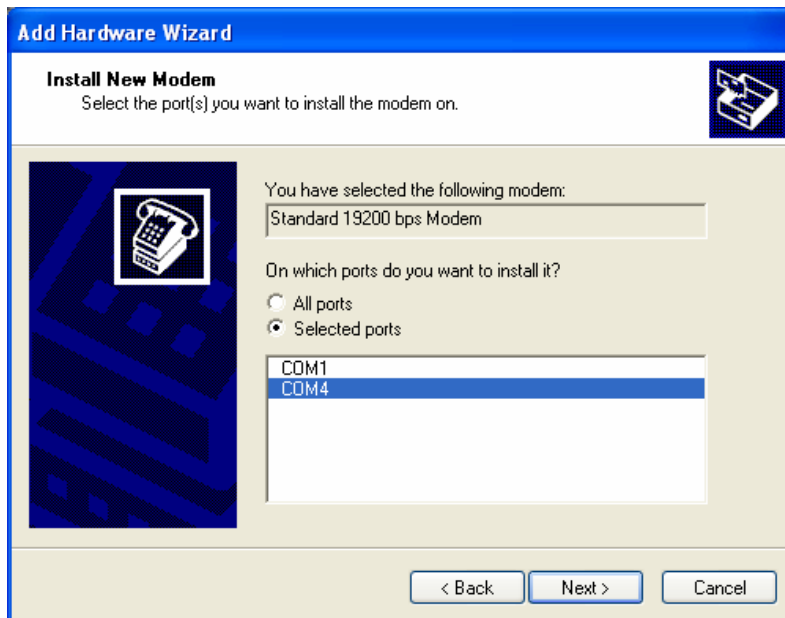 Add Hardware Wizard
Install New Modem
Select the port(s) you want to install the modem on.
You have selected the following modem:
Standard 19200 bps Modem
On which ports do you want to install it?
All ports
Selected ports
COM1
COM4
< Back Next > Cancel